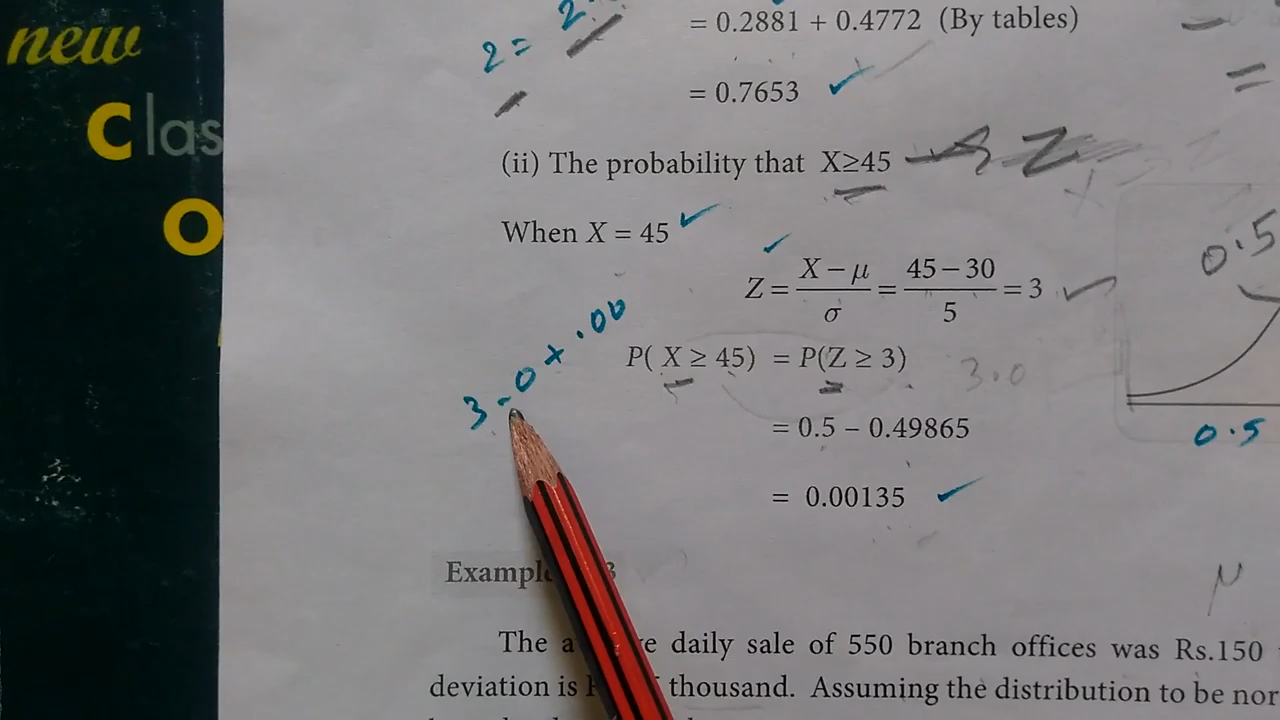 new
Clas
O
2 =
= 0.2881 + 0.4772 (By tables)
= 0.7653 ✓
(ii) The probability that X≥45
Z
When X = 45 ✓
Z = (X − μ)/σ = (45 − 30)/5 = 3 ✓
0.5
3.0 × .00
P( X ≥ 45) = P(Z ≥ 3)
3.0
= 0.5 − 0.49865
0.5
= 0.00135 ✓
μ
The daily sale of 550 branch offices was Rs.150
deviation is thousand. Assuming the distribution to be nor